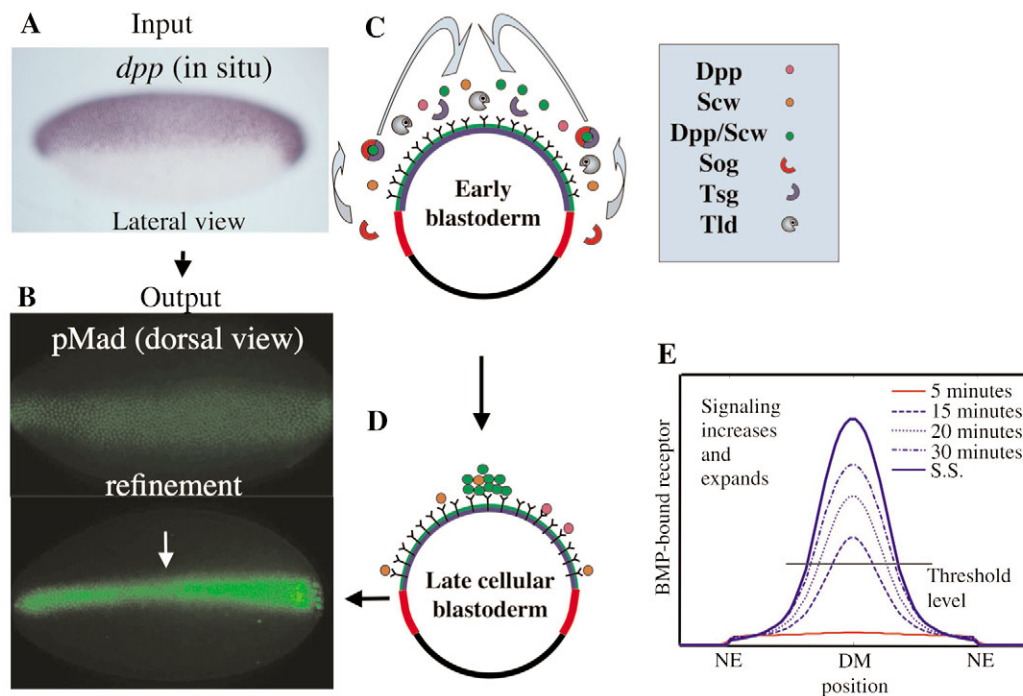 A
Input
dpp (in situ)
Lateral view
B
Output
pMad (dorsal view)
refinement
C
Early
blastoderm
Dpp
Scw
Dpp/Scw
Sog
Tsg
Tld
D
Late cellular
blastoderm
E
Signaling
increases and
expands
5 minutes
15 minutes
20 minutes
30 minutes
S.S.
BMP-bound receptor
Threshold
level
NE
DM
NE
position